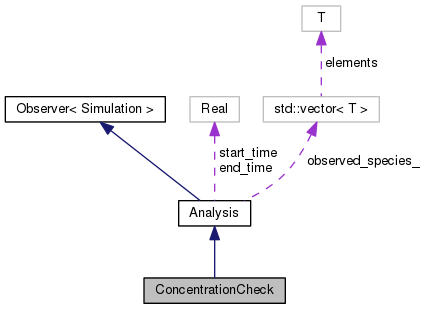 T
elements
Observer< Simulation >
Real
std::vector< T >
start_time
end_time
observed_species_
Analysis
ConcentrationCheck